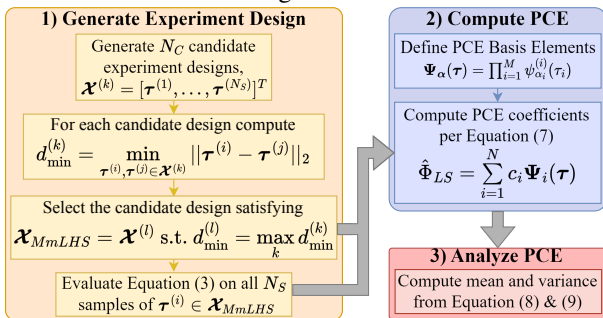 1) Generate Experiment Design
Generate N_C candidate
experiment designs,
𝓧^(k) = [τ^(1), . . . , τ^(N_S)]^T
For each candidate design compute
d_min^(k) = min_{τ^(i),τ^(j)∈𝓧^(k)} ||τ^(i) − τ^(j)||_2
Select the candidate design satisfying
𝓧_MmLHS = 𝓧^(l) s.t. d_min^(l) = max_k d_min^(k)
Evaluate Equation (3) on all N_S
samples of τ^(i) ∈ 𝓧_MmLHS
2) Compute PCE
Define PCE Basis Elements
Ψ_α(τ) = ∏_{i=1}^{M} ψ_{α_i}^{(i)}(τ_i)
Compute PCE coefficients
per Equation (7)
Φ̂_LS = ∑_{i=1}^{N} c_i Ψ_i(τ)
3) Analyze PCE
Compute mean and variance
from Equation (8) & (9)